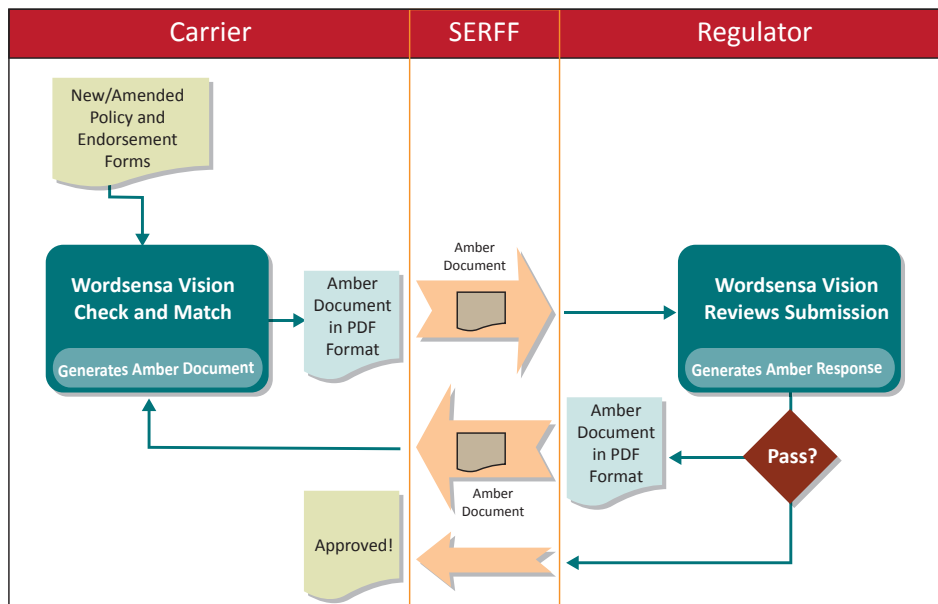 Carrier
SERFF
Regulator
New/Amended
Policy and
Endorsement
Forms
Wordsensa Vision
Check and Match
Generates Amber Document
Amber
Document
in PDF
Format
Amber
Document
Wordsensa Vision
Reviews Submission
Generates Amber Response
Pass?
Amber
Document
in PDF
Format
Amber
Document
Approved!